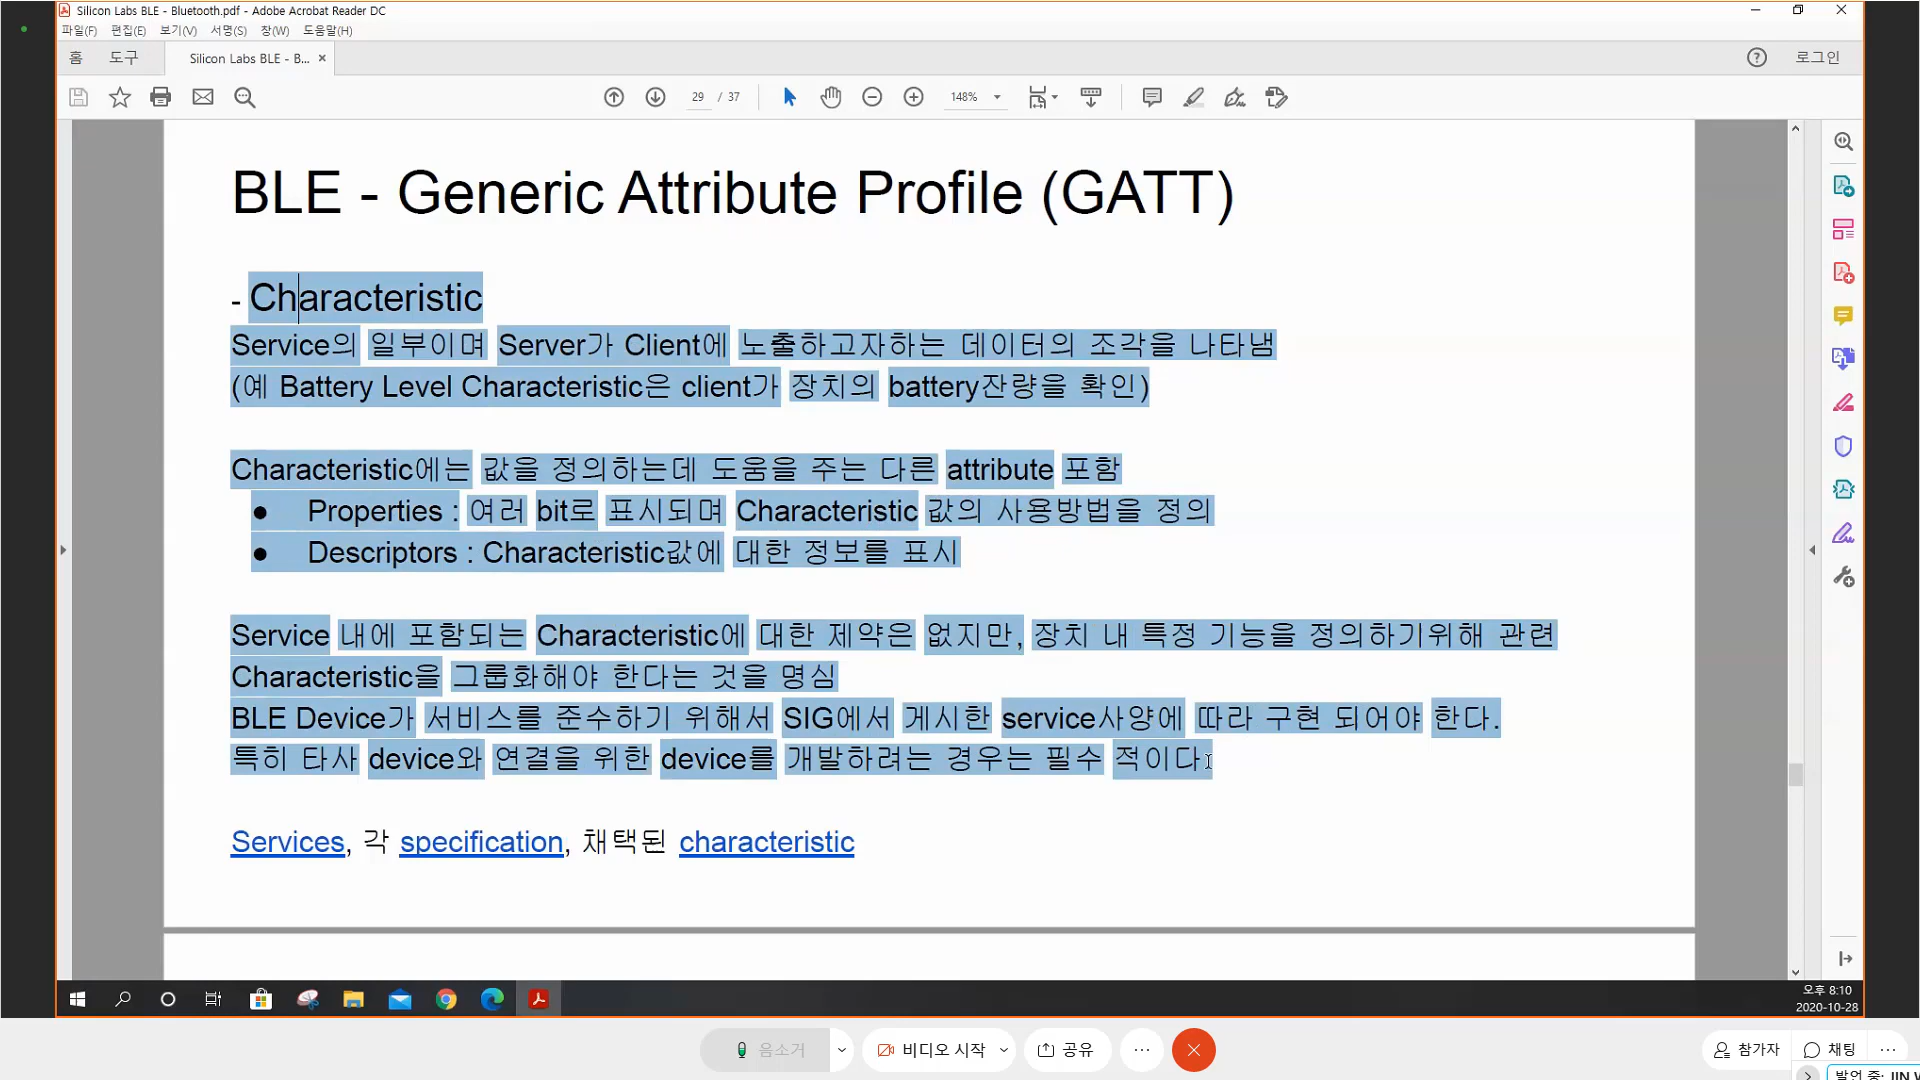 Silicon Labs BLE - Bluetooth.pdf - Adobe Acrobat Reader DC
파일(F) 편집(E) 보기(V) 서명(S) 창(W) 도움말(H)
홈 도구 Silicon Labs BLE - B... 로그인
29 / 37 148%
BLE - Generic Attribute Profile (GATT)
- Characteristic
Service의 일부이며 Server가 Client에 노출하고자하는 데이터의 조각을 나타냄
(예 Battery Level Characteristic은 client가 장치의 battery잔량을 확인)
Characteristic에는 값을 정의하는데 도움을 주는 다른 attribute 포함
● Properties : 여러 bit로 표시되며 Characteristic 값의 사용방법을 정의
● Descriptors : Characteristic값에 대한 정보를 표시
Service 내에 포함되는 Characteristic에 대한 제약은 없지만, 장치 내 특정 기능을 정의하기위해 관련
Characteristic을 그룹화해야 한다는 것을 명심
BLE Device가 서비스를 준수하기 위해서 SIG에서 게시한 service사양에 따라 구현 되어야 한다.
특히 타사 device와 연결을 위한 device를 개발하려는 경우는 필수 적이다.
Services, 각 specification, 채택된 characteristic
오후 8:10
2020-10-28
음소거 비디오 시작 공유 참가자 채팅
발언 중: JIN